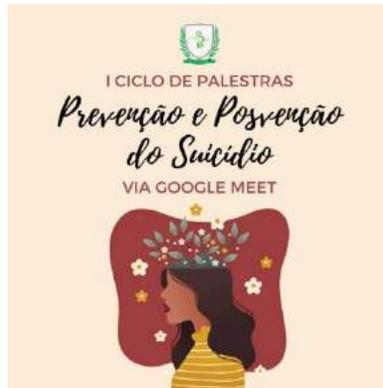 I CICLO DE PALESTRAS
Prevenção e Posvenção
do Suicídio
VIA GOOGLE MEET